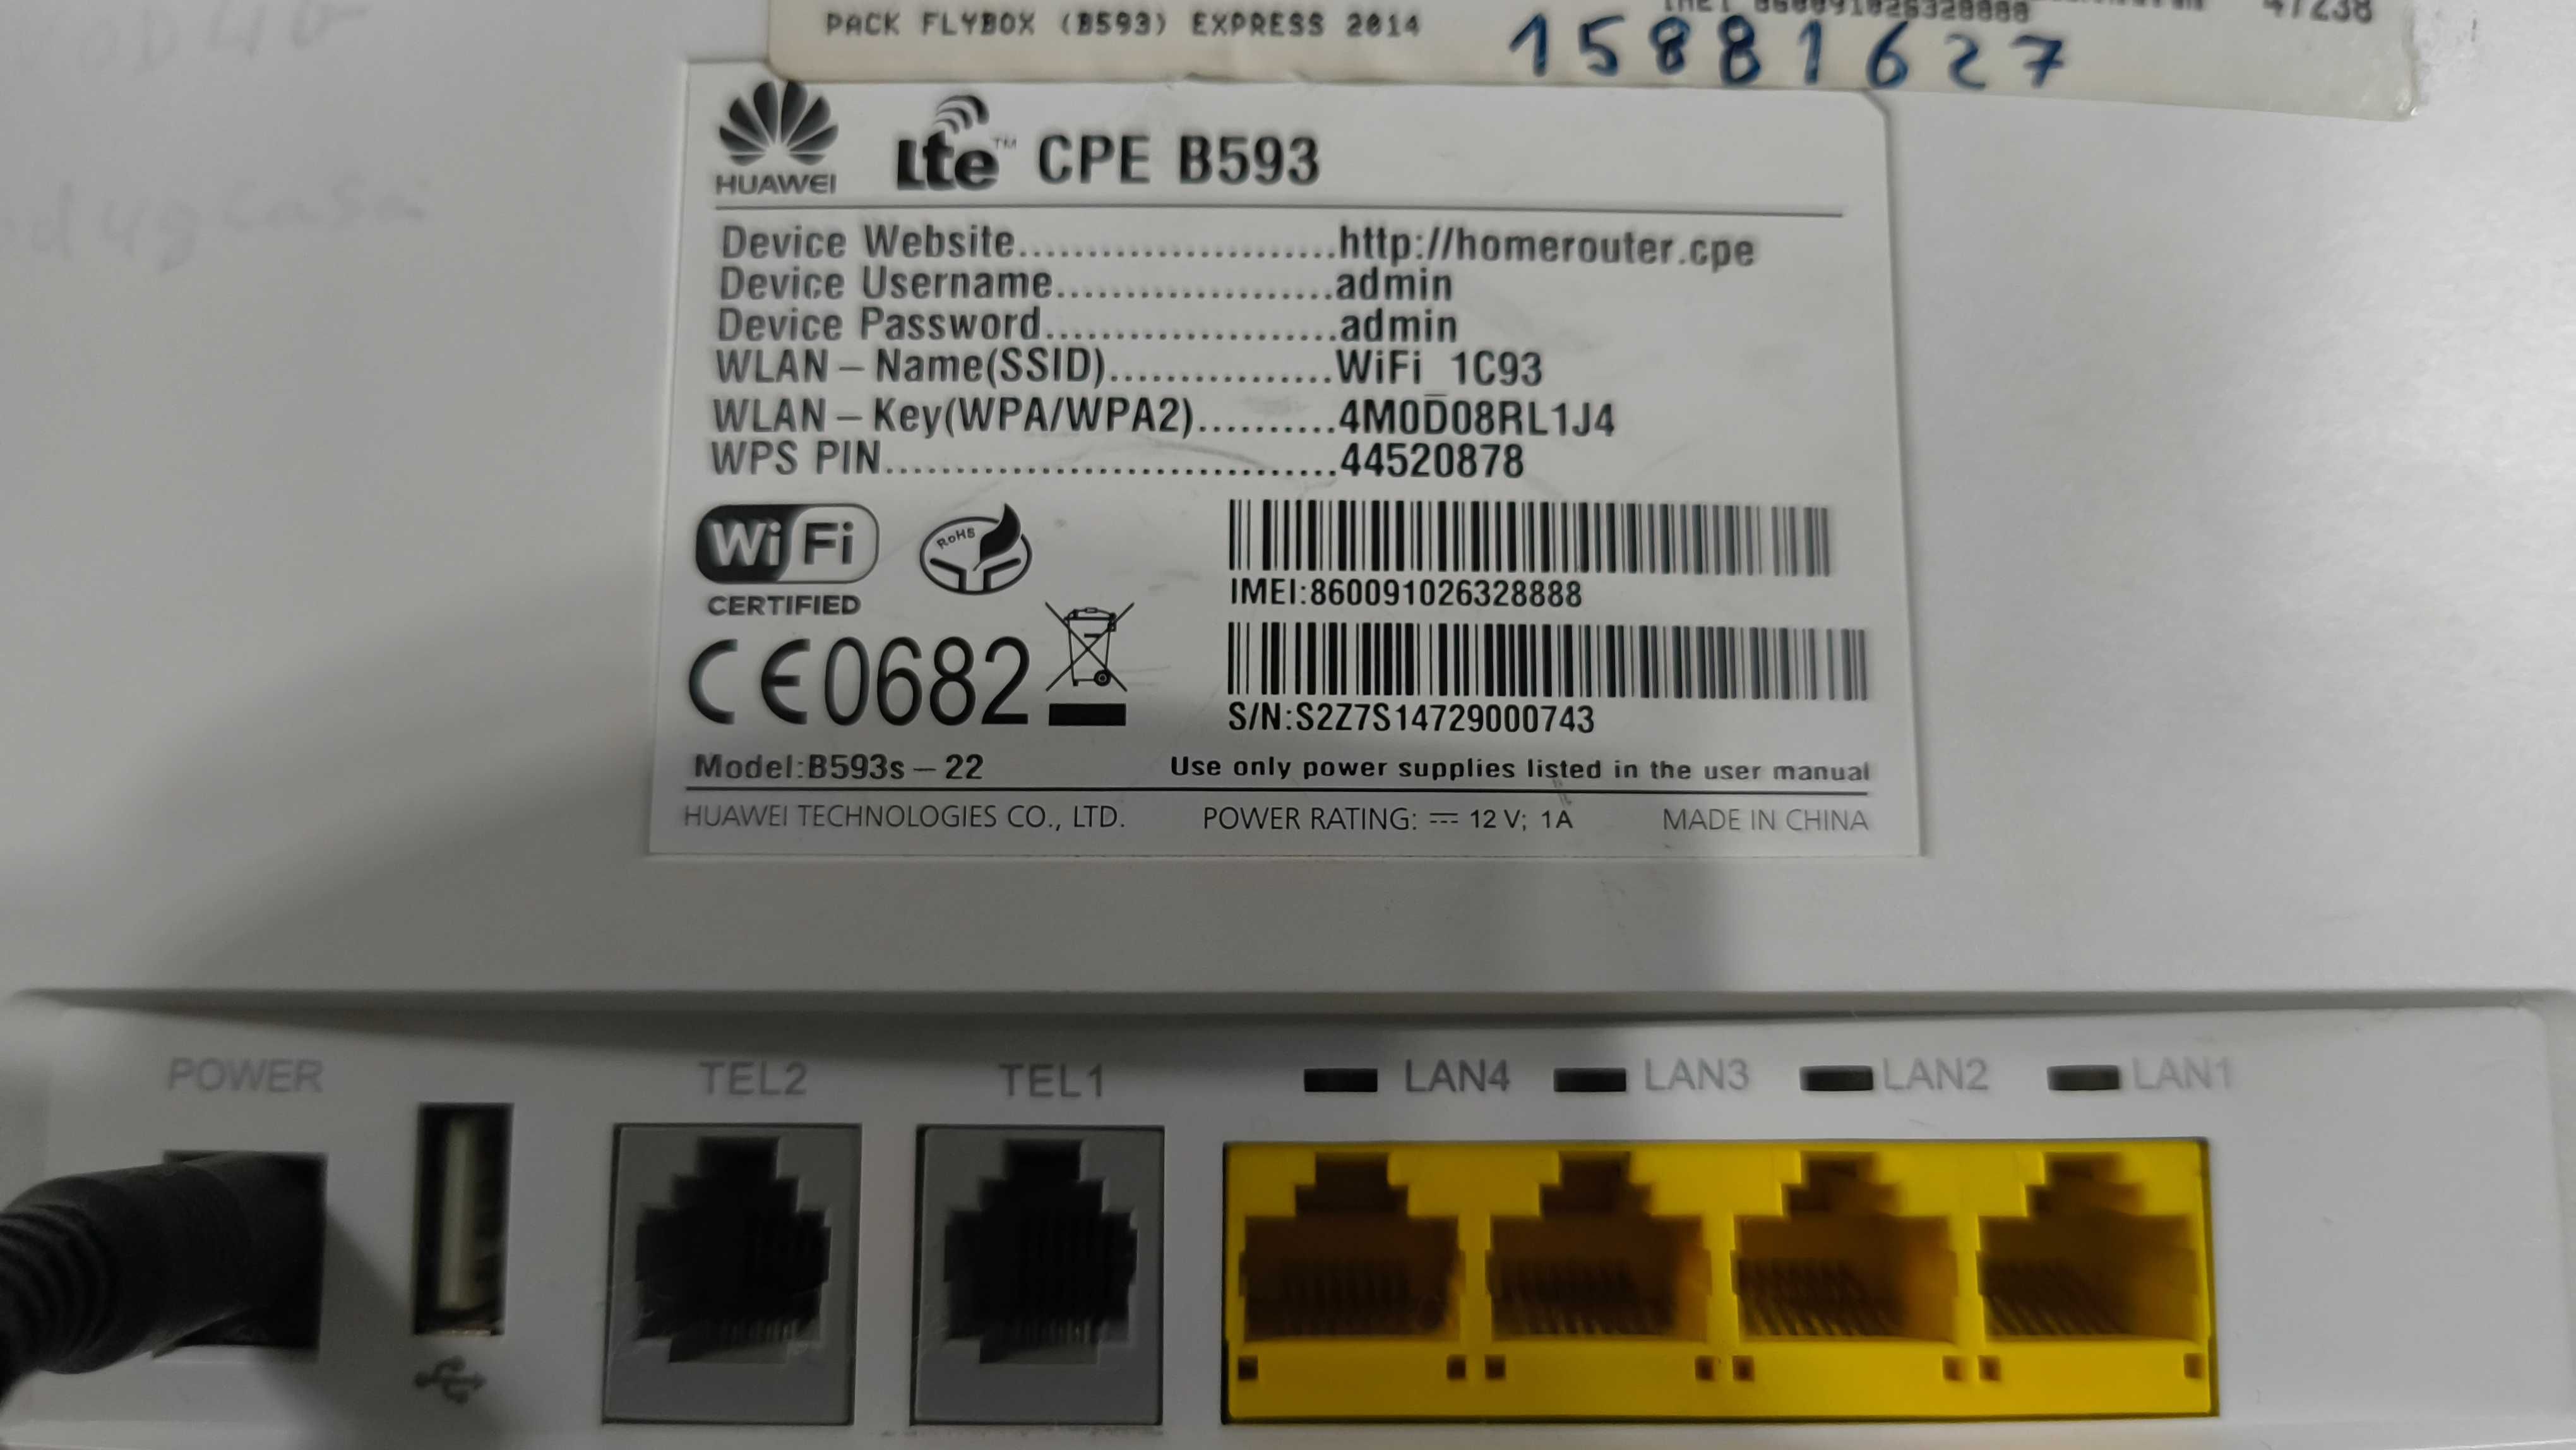 PACK FLYBOX (B593) EXPRESS 2014
47238
15881627
HUAWEI
Lte™ CPE B593
Device Website.......................http://homerouter.cpe
Device Username....................admin
Device Password.....................admin
WLAN – Name(SSID)................WiFi_1C93
WLAN – Key(WPA/WPA2)..........4M0D08RL1J4
WPS PIN................................44520878
WiFi
CERTIFIED
RoHS
IMEI:860091026328888
CE0682
S/N:S2Z7S14729000743
Model:B593s – 22
Use only power supplies listed in the user manual
HUAWEI TECHNOLOGIES CO., LTD.
POWER RATING: ⎓ 12 V; 1A
MADE IN CHINA
POWER
TEL2
TEL1
LAN4
LAN3
LAN2
LAN1